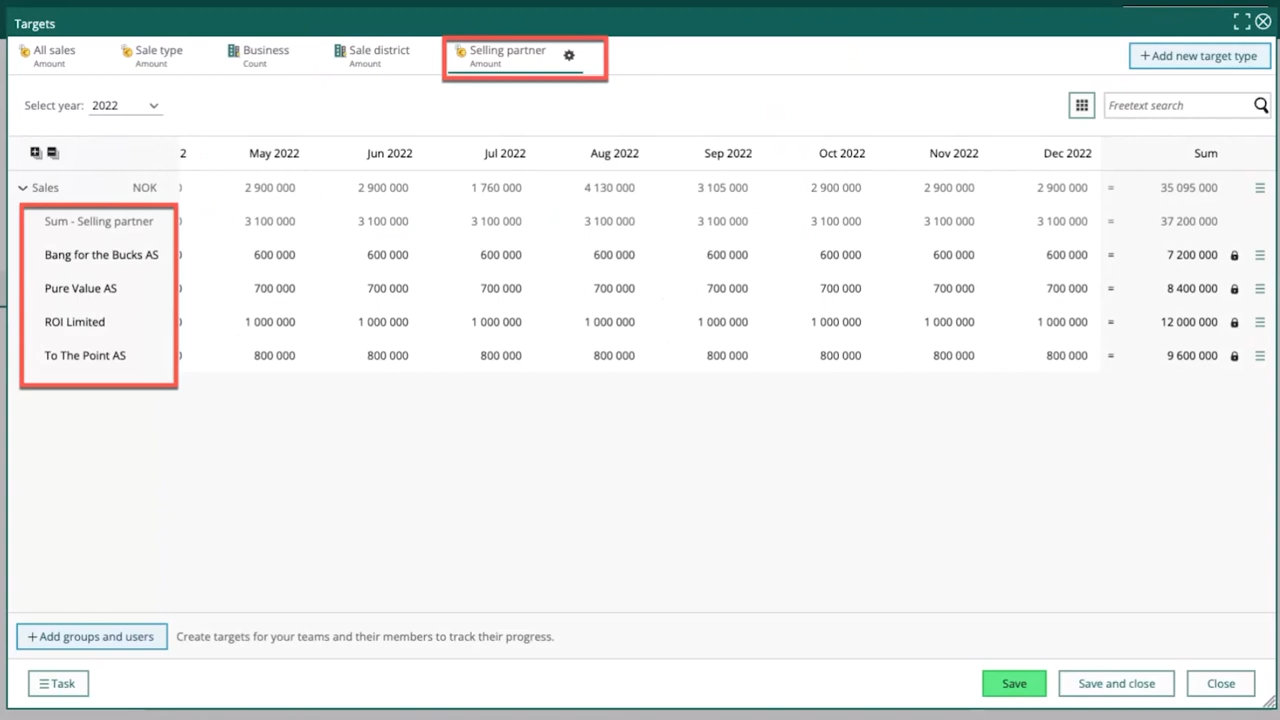 Targets
All sales Sale type Business Sale district Selling partner
Amount Amount Count Amount Amount
+ Add new target type
Select year: 2022
Freetext search
2 May 2022 Jun 2022 Jul 2022 Aug 2022 Sep 2022 Oct 2022 Nov 2022 Dec 2022 Sum
Sales NOK 2 900 000 2 900 000 1 760 000 4 130 000 3 105 000 2 900 000 2 900 000 2 900 000 = 35 095 000
Sum - Selling partner 3 100 000 3 100 000 3 100 000 3 100 000 3 100 000 3 100 000 3 100 000 3 100 000 = 37 200 000
Bang for the Bucks AS 600 000 600 000 600 000 600 000 600 000 600 000 600 000 600 000 = 7 200 000
Pure Value AS 700 000 700 000 700 000 700 000 700 000 700 000 700 000 700 000 = 8 400 000
ROI Limited 1 000 000 1 000 000 1 000 000 1 000 000 1 000 000 1 000 000 1 000 000 1 000 000 = 12 000 000
To The Point AS 800 000 800 000 800 000 800 000 800 000 800 000 800 000 800 000 = 9 600 000
+ Add groups and users Create targets for your teams and their members to track their progress.
Task Save Save and close Close